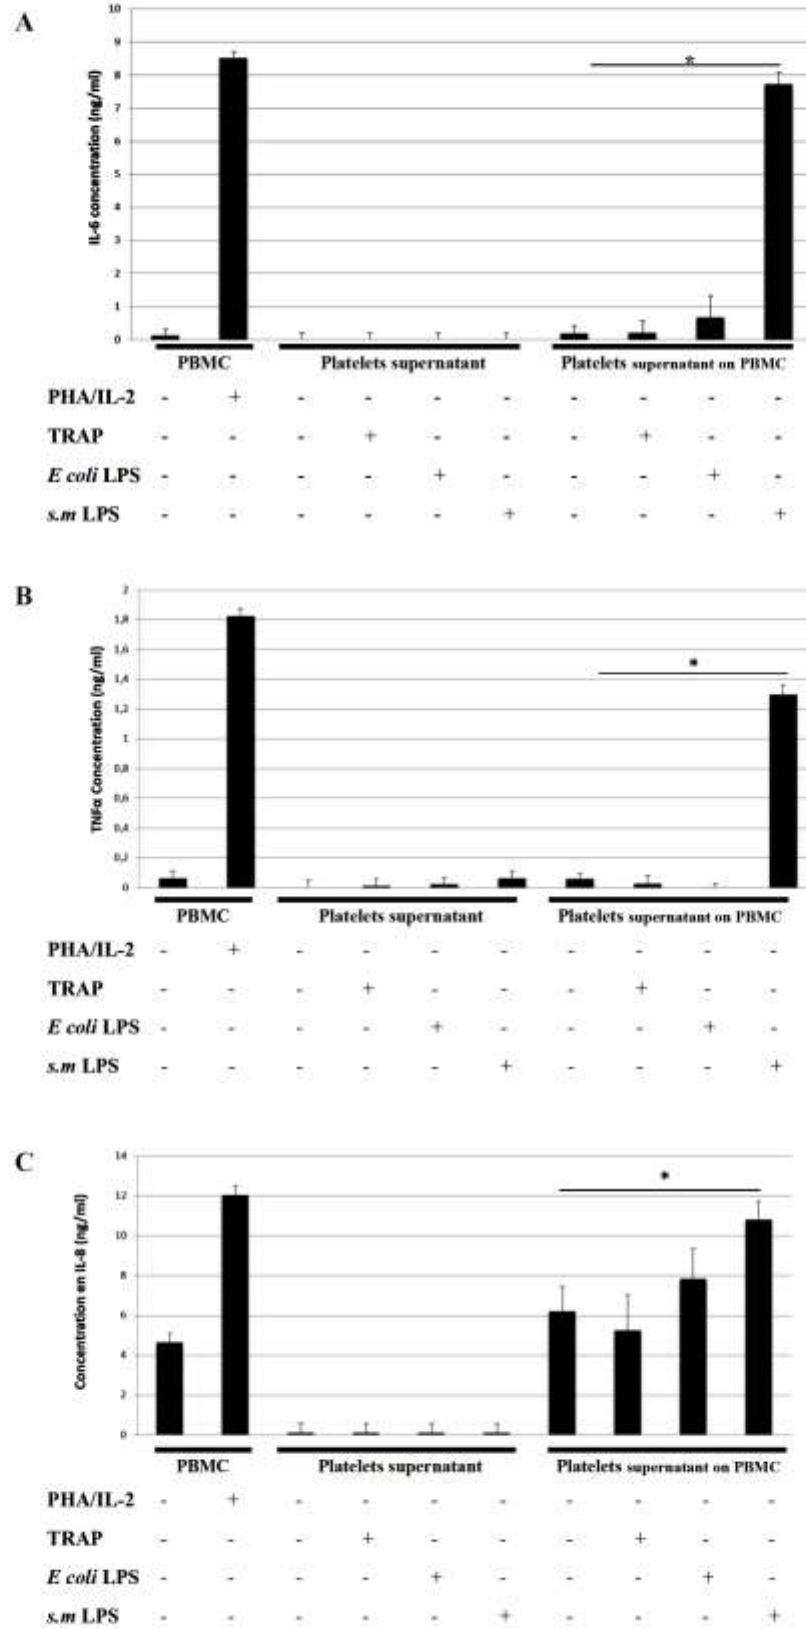 A
IL-6 concentration (ng/ml)
10
9
8
7
6
5
4
3
2
1
0
*
PBMC Platelets supernatant Platelets supernatant on PBMC
PHA/IL-2 - + - - - - - - - -
TRAP - - - + - - - + - -
E coli LPS - - - - + - - - + -
s.m LPS - - - - - + - - - +
B
TNFα Concentration (ng/ml)
2
1,8
1,6
1,4
1,2
1
0,8
0,6
0,4
0,2
0
*
PBMC Platelets supernatant Platelets supernatant on PBMC
PHA/IL-2 - + - - - - - - - -
TRAP - - - + - - - + - -
E coli LPS - - - - + - - - + -
s.m LPS - - - - - + - - - +
C
Concentration en IL-8 (ng/ml)
14
12
10
8
6
4
2
0
*
PBMC Platelets supernatant Platelets supernatant on PBMC
PHA/IL-2 - + - - - - - - - -
TRAP - - - + - - - + - -
E coli LPS - - - - + - - - + -
s.m LPS - - - - - + - - - +